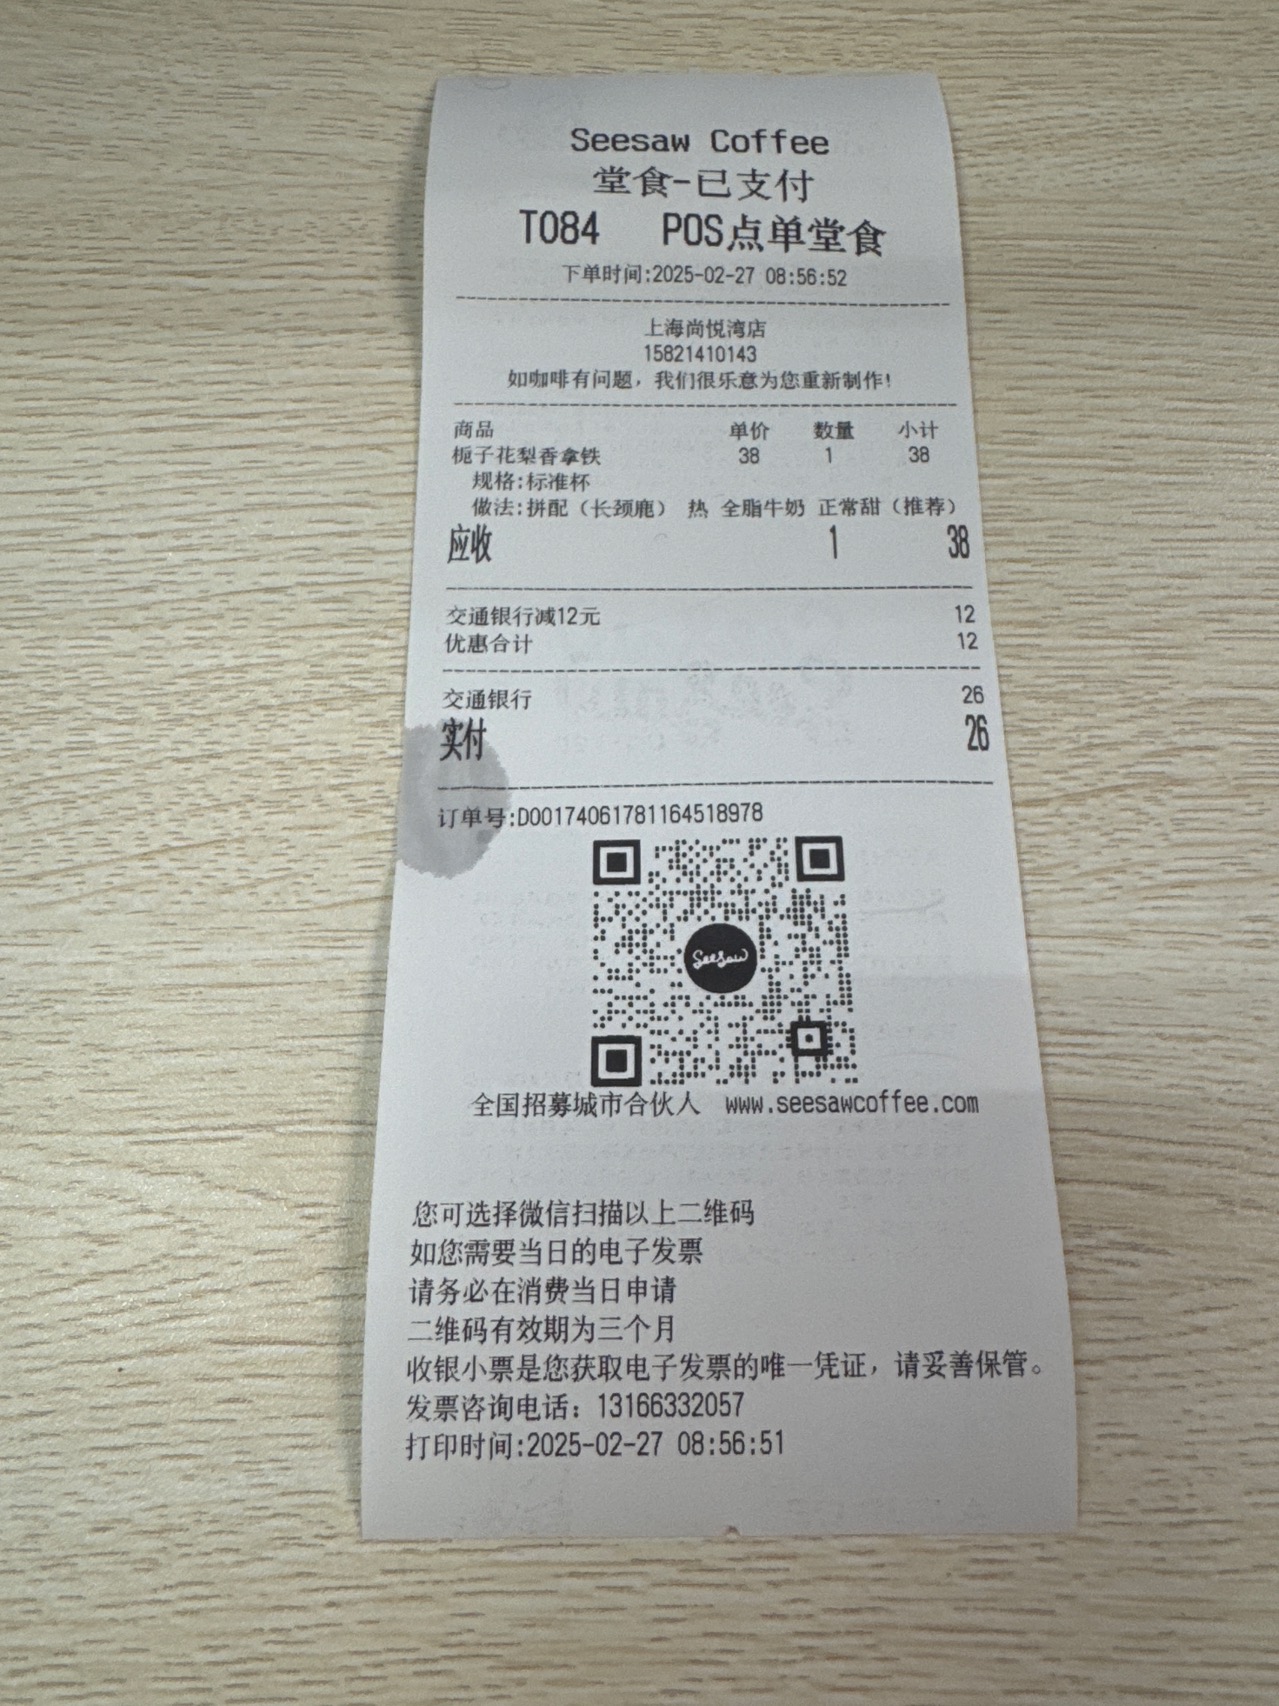 Seesaw Coffee
堂食-已支付
T084 POS点单堂食
下单时间:2025-02-27 08:56:52
上海尚悦湾店
15821410143
如咖啡有问题，我们很乐意为您重新制作!
商品 单价 数量 小计
栀子花梨香拿铁 38 1 38
规格:标准杯
做法:拼配（长颈鹿） 热 全脂牛奶 正常甜（推荐）
应收 1 38
交通银行减12元 12
优惠合计 12
交通银行 26
实付 26
订单号:D00174061781164518978
Seesaw
全国招募城市合伙人 www.seesawcoffee.com
您可选择微信扫描以上二维码
如您需要当日的电子发票
请务必在消费当日申请
二维码有效期为三个月
收银小票是您获取电子发票的唯一凭证，请妥善保管。
发票咨询电话：13166332057
打印时间:2025-02-27 08:56:51